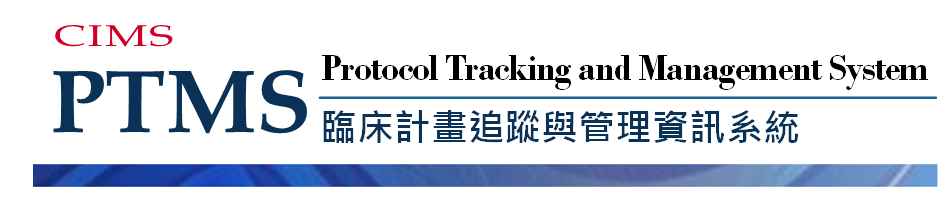 CIMS
PTMS
Protocol Tracking and Management System
臨床計畫追蹤與管理資訊系統